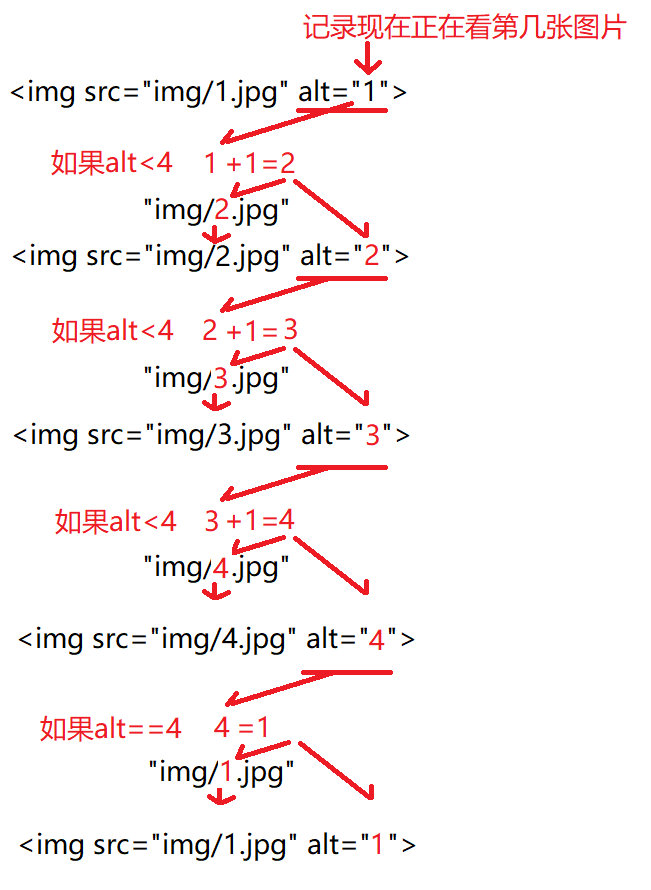 记录现在正在看第几张图片
<img src="img/1.jpg" alt="1">
如果alt<4 1+1=2
"img/2.jpg"
<img src="img/2.jpg" alt="2">
如果alt<4 2+1=3
"img/3.jpg"
<img src="img/3.jpg" alt="3">
如果alt<4 3+1=4
"img/4.jpg"
<img src="img/4.jpg" alt="4">
如果alt==4 4=1
"img/1.jpg"
<img src="img/1.jpg" alt="1">